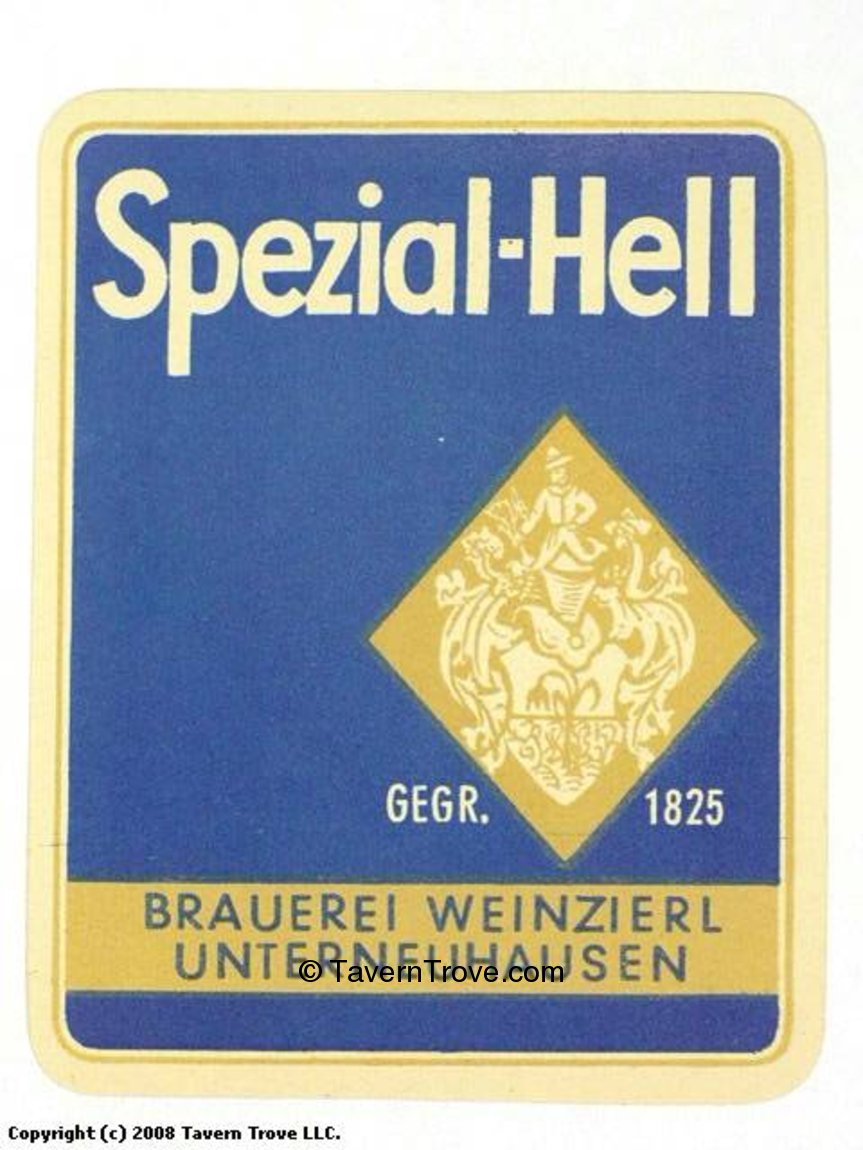 Spezial-Hell
GEGR. 1825
BRAUEREI WEINZIERL
UNTERNEUHAUSEN
© TavernTrove.com
Copyright (c) 2008 Tavern Trove LLC.